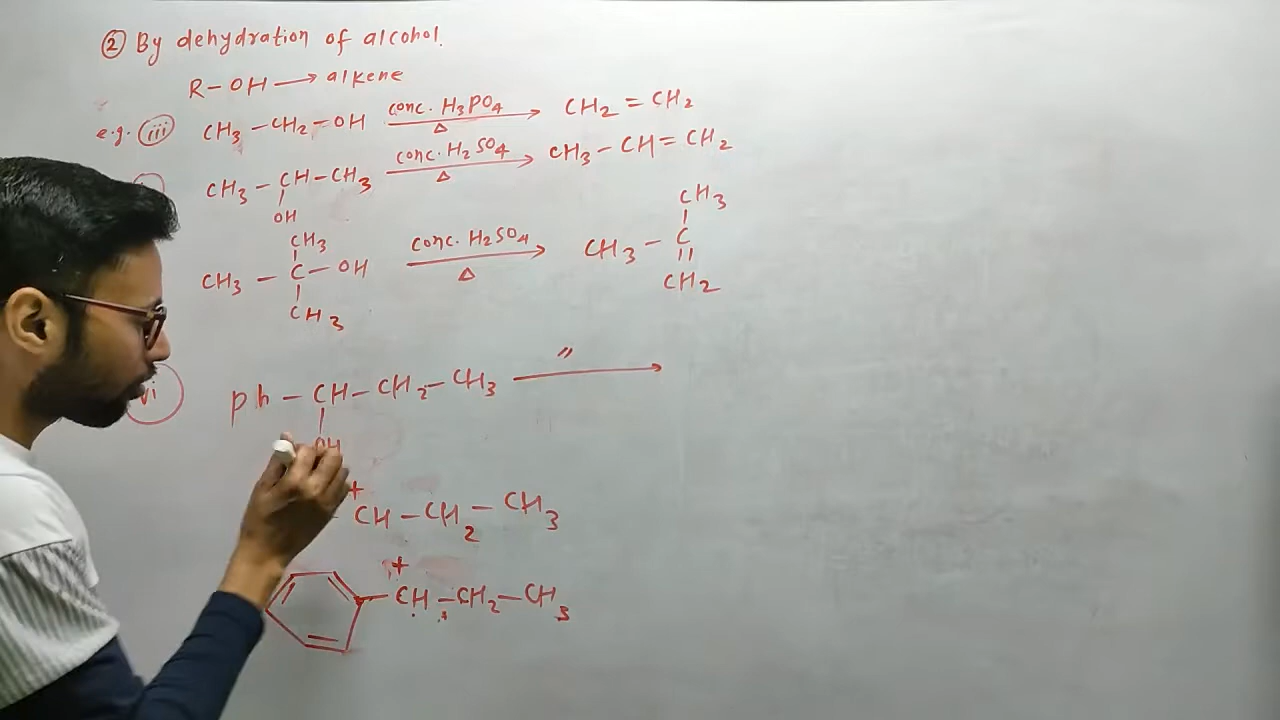 ② By dehydration of alcohol.
R-OH → alkene
e.g. (iii) CH3-CH2-OH conc. H3PO4 Δ → CH2=CH2
CH3-CH-CH3 conc. H2SO4 Δ → CH3-CH=CH2
OH
CH3
CH3-C-OH conc. H2SO4 Δ → CH3-C
CH3
CH3
CH2
vi ph-CH-CH2-CH3 〃 →
OH
+
CH-CH2-CH3
+
CH-CH2-CH3